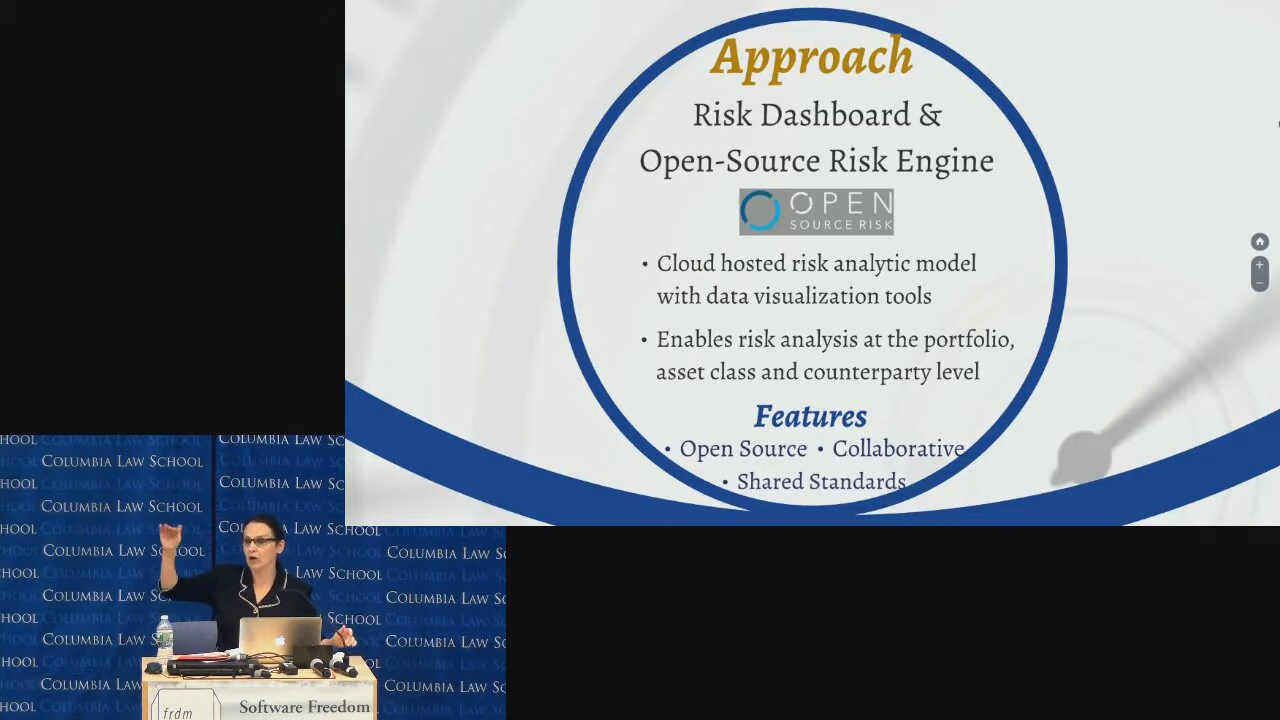 Approach
Risk Dashboard &
Open-Source Risk Engine
OPEN
SOURCE RISK
• Cloud hosted risk analytic model
with data visualization tools
• Enables risk analysis at the portfolio,
asset class and counterparty level
Features
• Open Source • Collaborative
• Shared Standards
COLUMBIA LAW SCHOOL
COLUMBIA LAW SCHOOL
COLUMBIA LAW SCHOOL
COLUMBIA LAW SCHOOL
COLUMBIA LAW SCHOOL
COLUMBIA LAW SCHOOL
frdm
Software Freedom